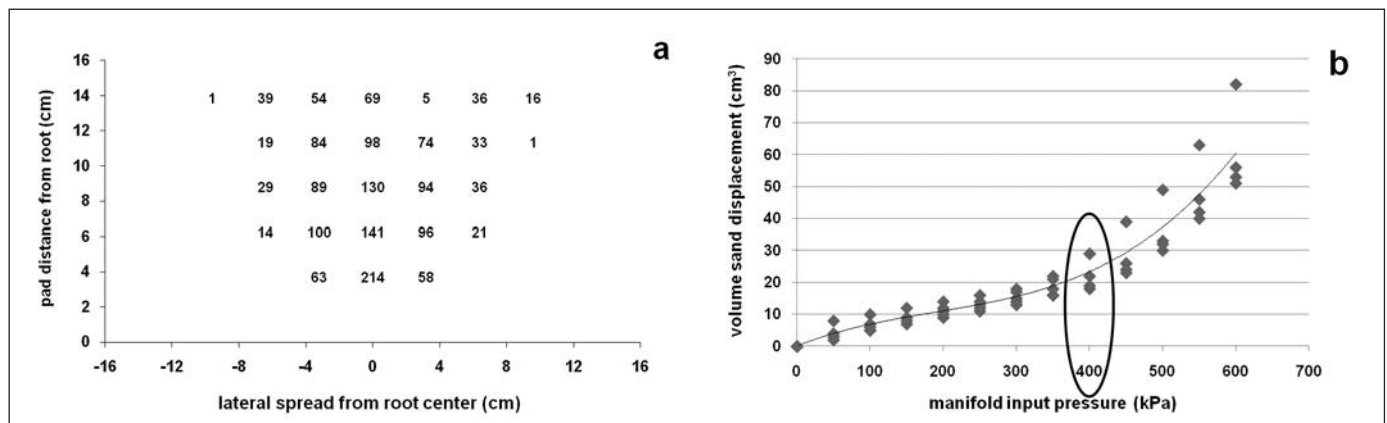 a
pad distance from root (cm)
16
14
12
10
8
6
4
2
0
1 39 54 69 5 36 16
19 84 98 74 33 1
29 89 130 94 36
14 100 141 96 21
63 214 58
-16 -12 -8 -4 0 4 8 12 16
lateral spread from root center (cm)
b
volume sand displacement (cm³)
90
80
70
60
50
40
30
20
10
0
0 100 200 300 400 500 600 700
manifold input pressure (kPa)